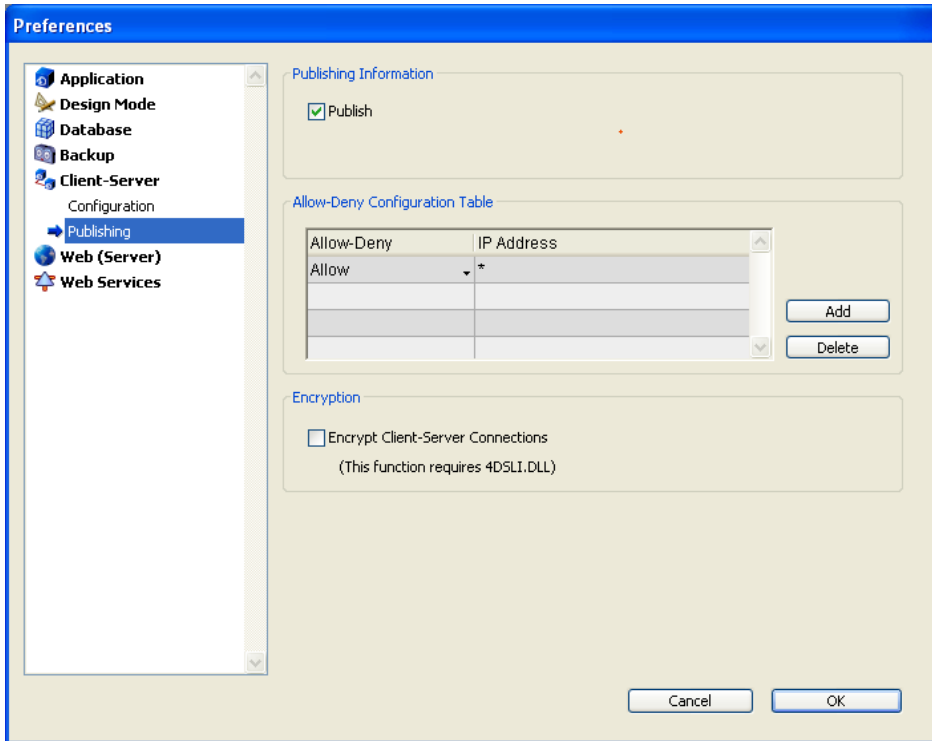 Preferences
Application
Design Mode
Database
Backup
Client-Server
Configuration
Publishing
Web (Server)
Web Services
Publishing Information
Publish
Allow-Deny Configuration Table
Allow-Deny IP Address
Allow *
Add
Delete
Encryption
Encrypt Client-Server Connections
(This function requires 4DSLI.DLL)
Cancel OK